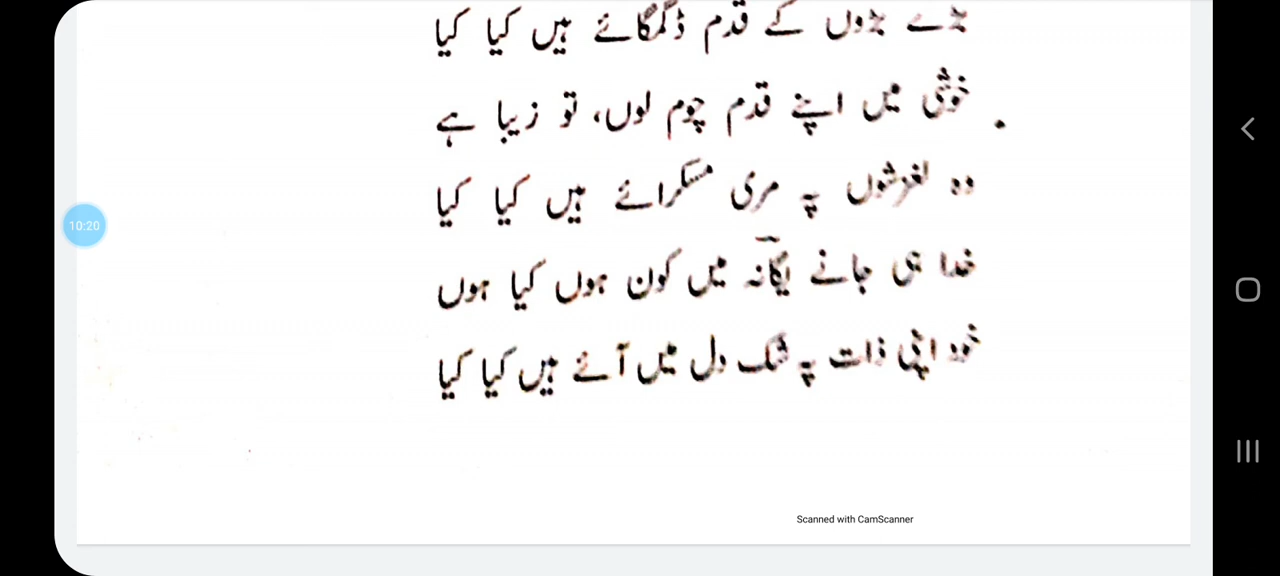 بڑے بڑوں کے قدم ڈگمگائے ہیں کیا کیا
خوشی میں اپنے قدم چوم لوں، تو زیبا ہے
وہ لغزشوں پہ مری مسکرائے ہیں کیا کیا
10:20
خدا ہی جانے یگانہؔ میں کون ہوں کیا ہوں
خود اپنی ذات پہ شک دل میں آئے ہیں کیا کیا
Scanned with CamScanner